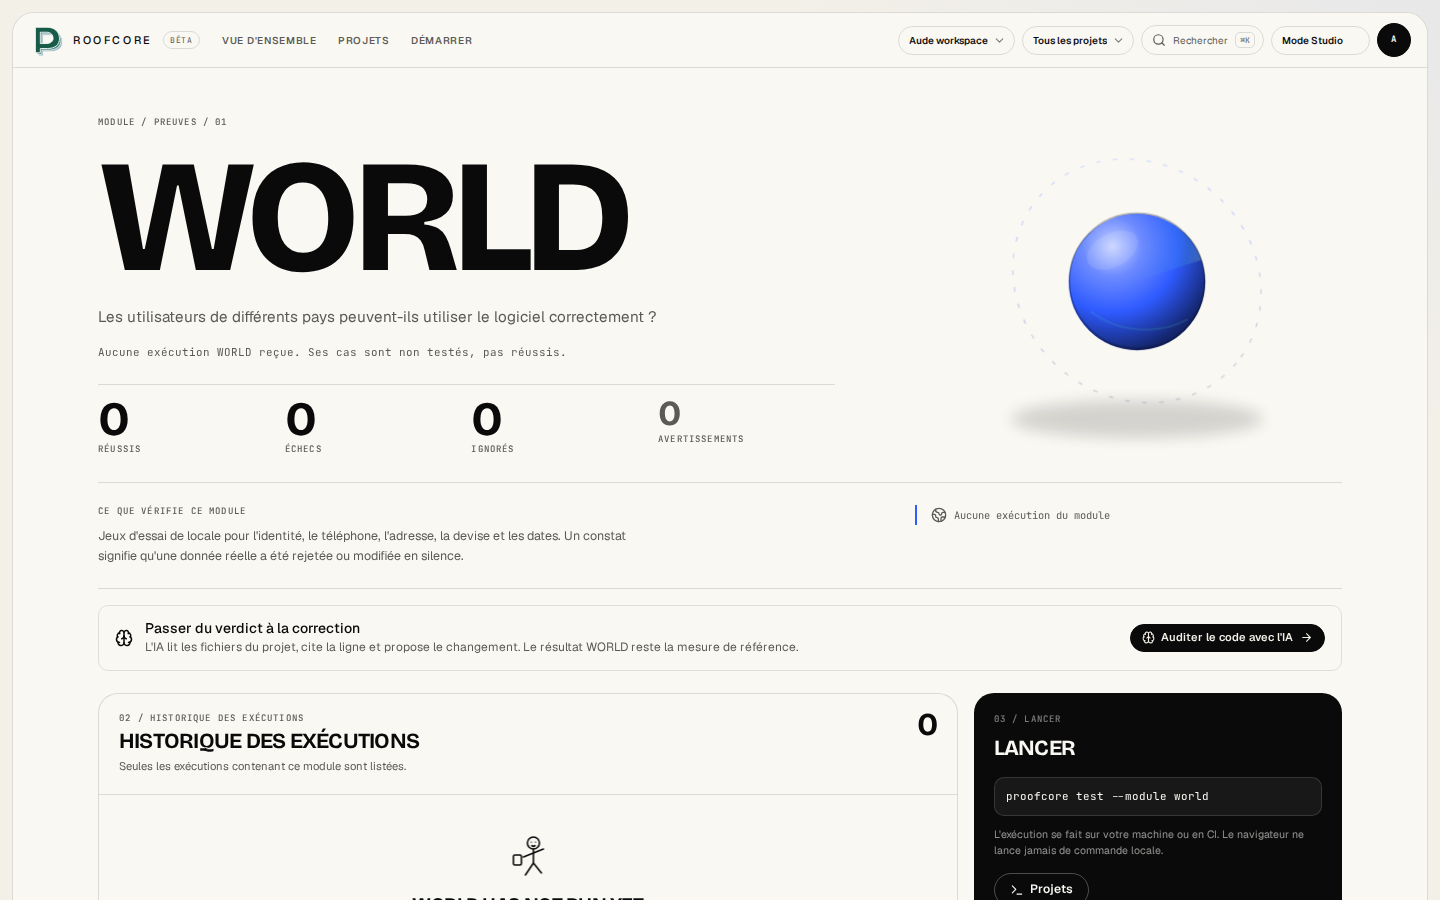 ROOFCORE BÊTA VUE D'ENSEMBLE PROJETS DÉMARRER Aude workspace Tous les projets Rechercher ⌘K Mode Studio A
MODULE / PREUVES / 01
WORLD
Les utilisateurs de différents pays peuvent-ils utiliser le logiciel correctement ?
Aucune exécution WORLD reçue. Ses cas sont non testés, pas réussis.
0 0 0 0
RÉUSSIS ÉCHECS IGNORÉS AVERTISSEMENTS
CE QUE VÉRIFIE CE MODULE
Jeux d'essai de locale pour l'identité, le téléphone, l'adresse, la devise et les dates. Un constat
signifie qu'une donnée réelle a été rejetée ou modifiée en silence.
Aucune exécution du module
Passer du verdict à la correction
L'IA lit les fichiers du projet, cite la ligne et propose le changement. Le résultat WORLD reste la mesure de référence.
Auditer le code avec l'IA
02 / HISTORIQUE DES EXÉCUTIONS
HISTORIQUE DES EXÉCUTIONS
0
Seules les exécutions contenant ce module sont listées.
WORLD HAS NOT RUN YET
03 / LANCER
LANCER
proofcore test --module world
L'exécution se fait sur votre machine ou en CI. Le navigateur ne
lance jamais de commande locale.
Projets